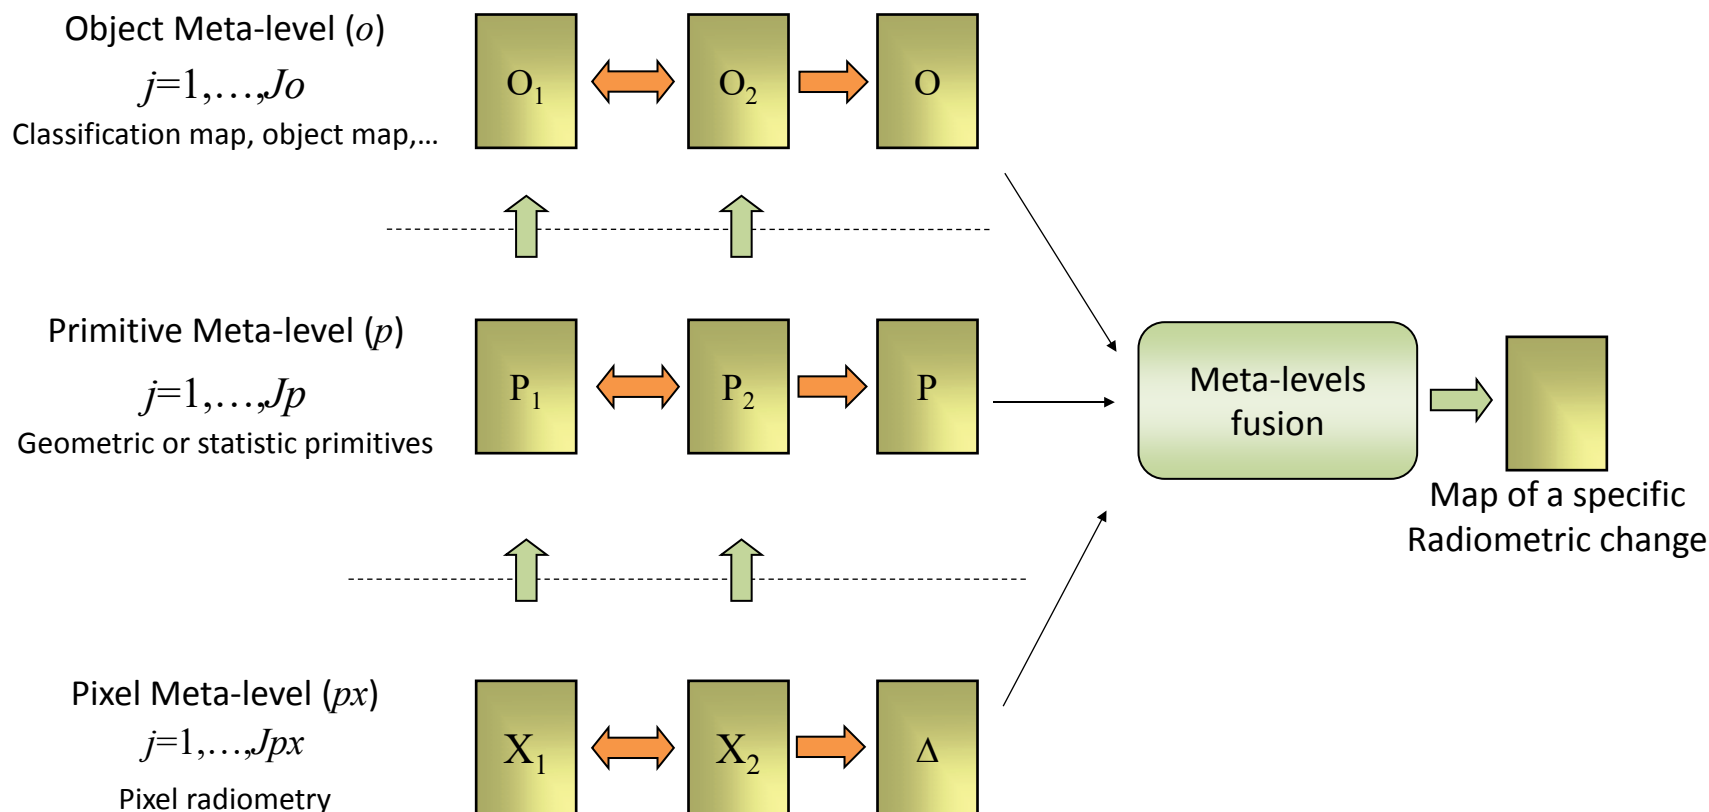 Object Meta-level (o)
j=1,…,Jo
Classification map, object map,…
O₁
O₂
O
Primitive Meta-level (p)
j=1,…,Jp
Geometric or statistic primitives
P₁
P₂
P
Meta-levels
fusion
Map of a specific
Radiometric change
Pixel Meta-level (px)
j=1,…,Jpx
Pixel radiometry
X₁
X₂
Δ